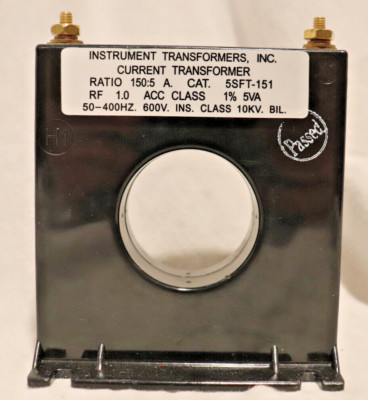 INSTRUMENT TRANSFORMERS, INC.
CURRENT TRANSFORMER
RATIO 150:5 A. CAT. 5SFT-151
RF 1.0 ACC CLASS 1% 5VA
50-400HZ. 600V. INS. CLASS 10KV. BIL.
H1
Passed